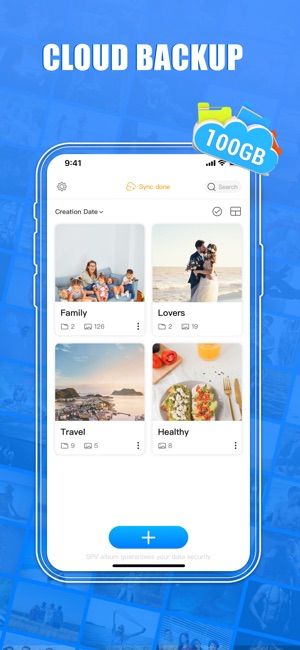 CLOUD BACKUP
100GB
9:41
Sync done
Search
Creation Date
Family
2 126
Lovers
2 19
Travel
9 5
Healthy
8
SPV album guarantees your data security